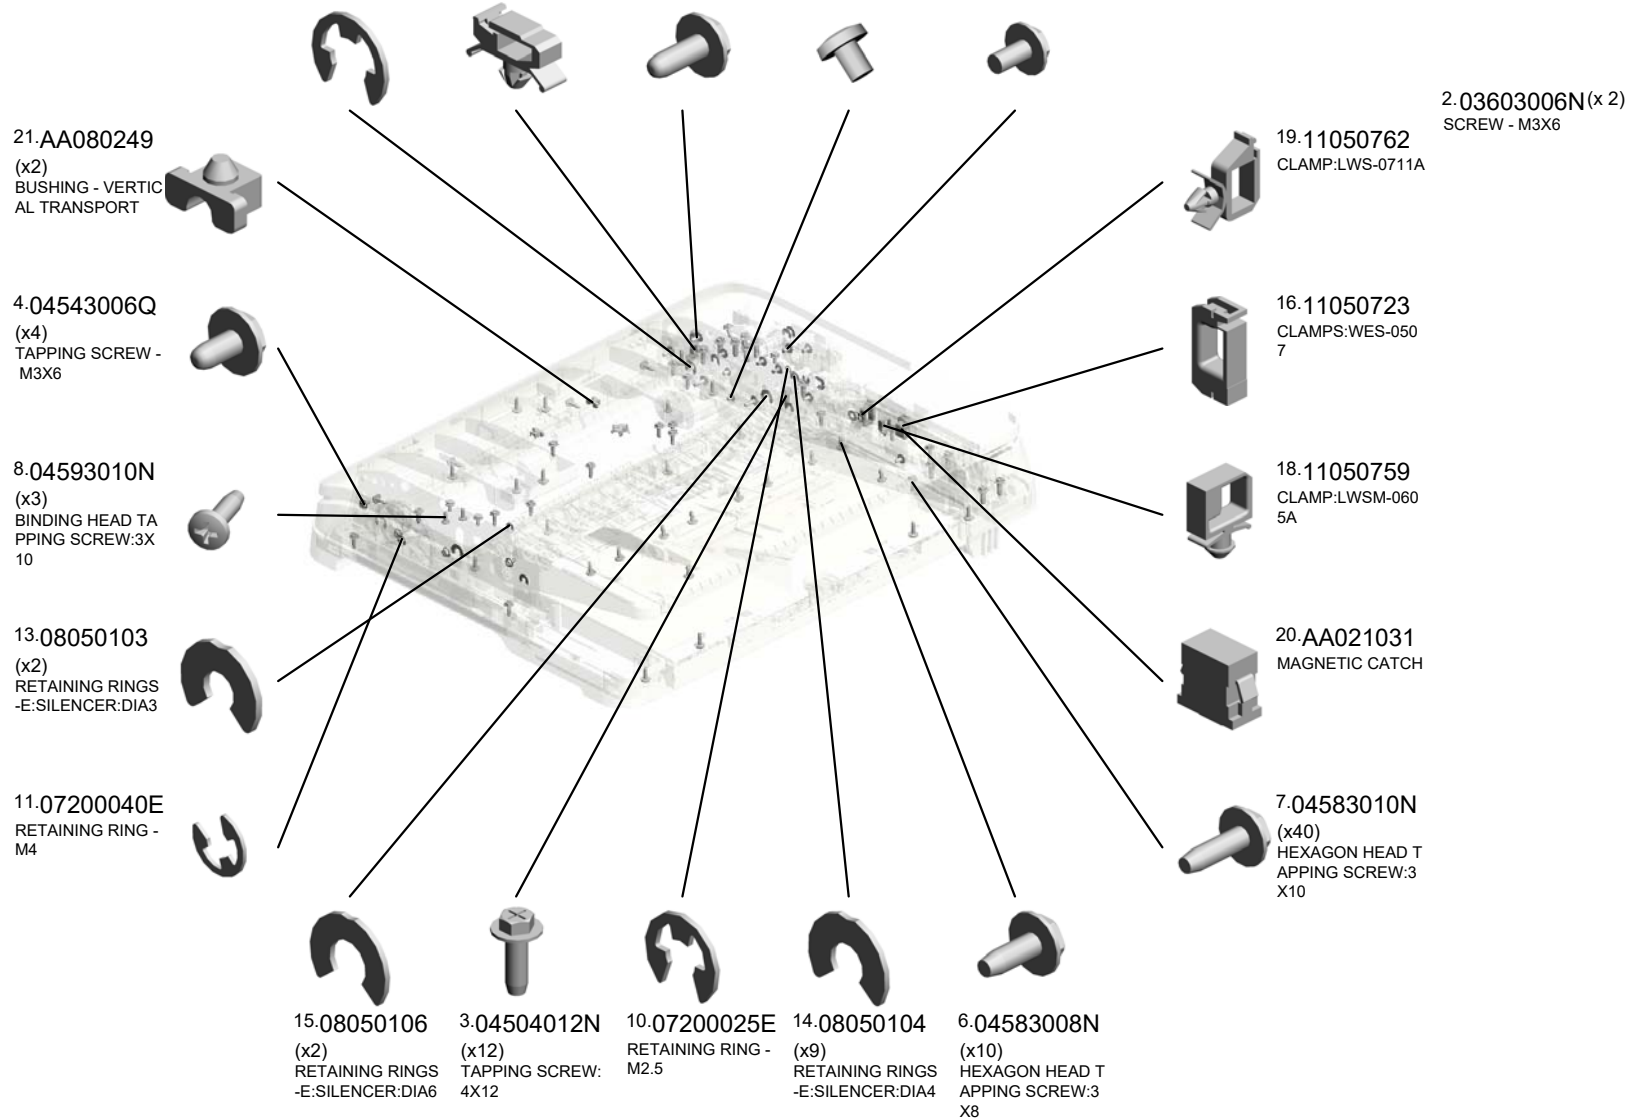 2.03603006N(x 2)
SCREW - M3X6
21.AA080249
(x2)
BUSHING - VERTIC
AL TRANSPORT
19.11050762
CLAMP:LWS-0711A
4.04543006Q
(x4)
TAPPING SCREW -
M3X6
16.11050723
CLAMPS:WES-050
7
8.04593010N
(x3)
BINDING HEAD TA
PPING SCREW:3X
10
18.11050759
CLAMP:LWSM-060
5A
13.08050103
(x2)
RETAINING RINGS
-E:SILENCER:DIA3
20.AA021031
MAGNETIC CATCH
11.07200040E
RETAINING RING -
M4
7.04583010N
(x40)
HEXAGON HEAD T
APPING SCREW:3
X10
15.08050106
(x2)
RETAINING RINGS
-E:SILENCER:DIA6
3.04504012N
(x12)
TAPPING SCREW:
4X12
10.07200025E
RETAINING RING -
M2.5
14.08050104
(x9)
RETAINING RINGS
-E:SILENCER:DIA4
6.04583008N
(x10)
HEXAGON HEAD T
APPING SCREW:3
X8